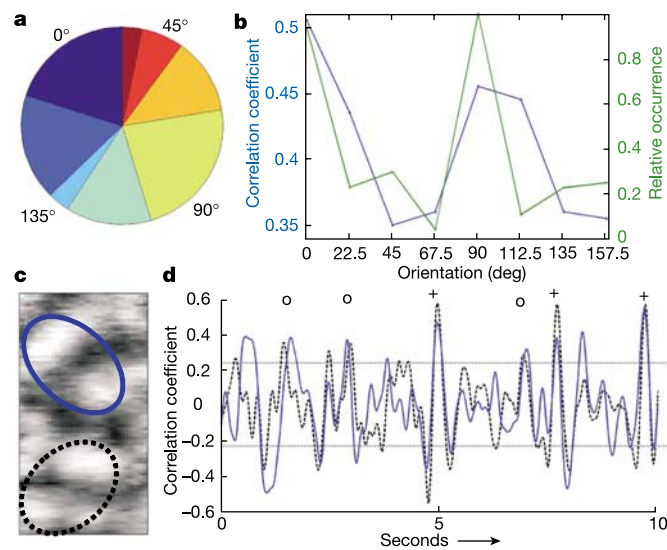 a
0°
45°
90°
135°
b
Correlation coefficient
0.5
0.45
0.4
0.35
0.8
0.6
0.4
0.2
0
Relative occurrence
0 22.5 45 67.5 90 112.5 135 157.5
Orientation (deg)
c
d
Correlation coefficient
0.6
0.4
0.2
0
−0.2
−0.4
−0.6
o o + o + +
0 5 10
Seconds